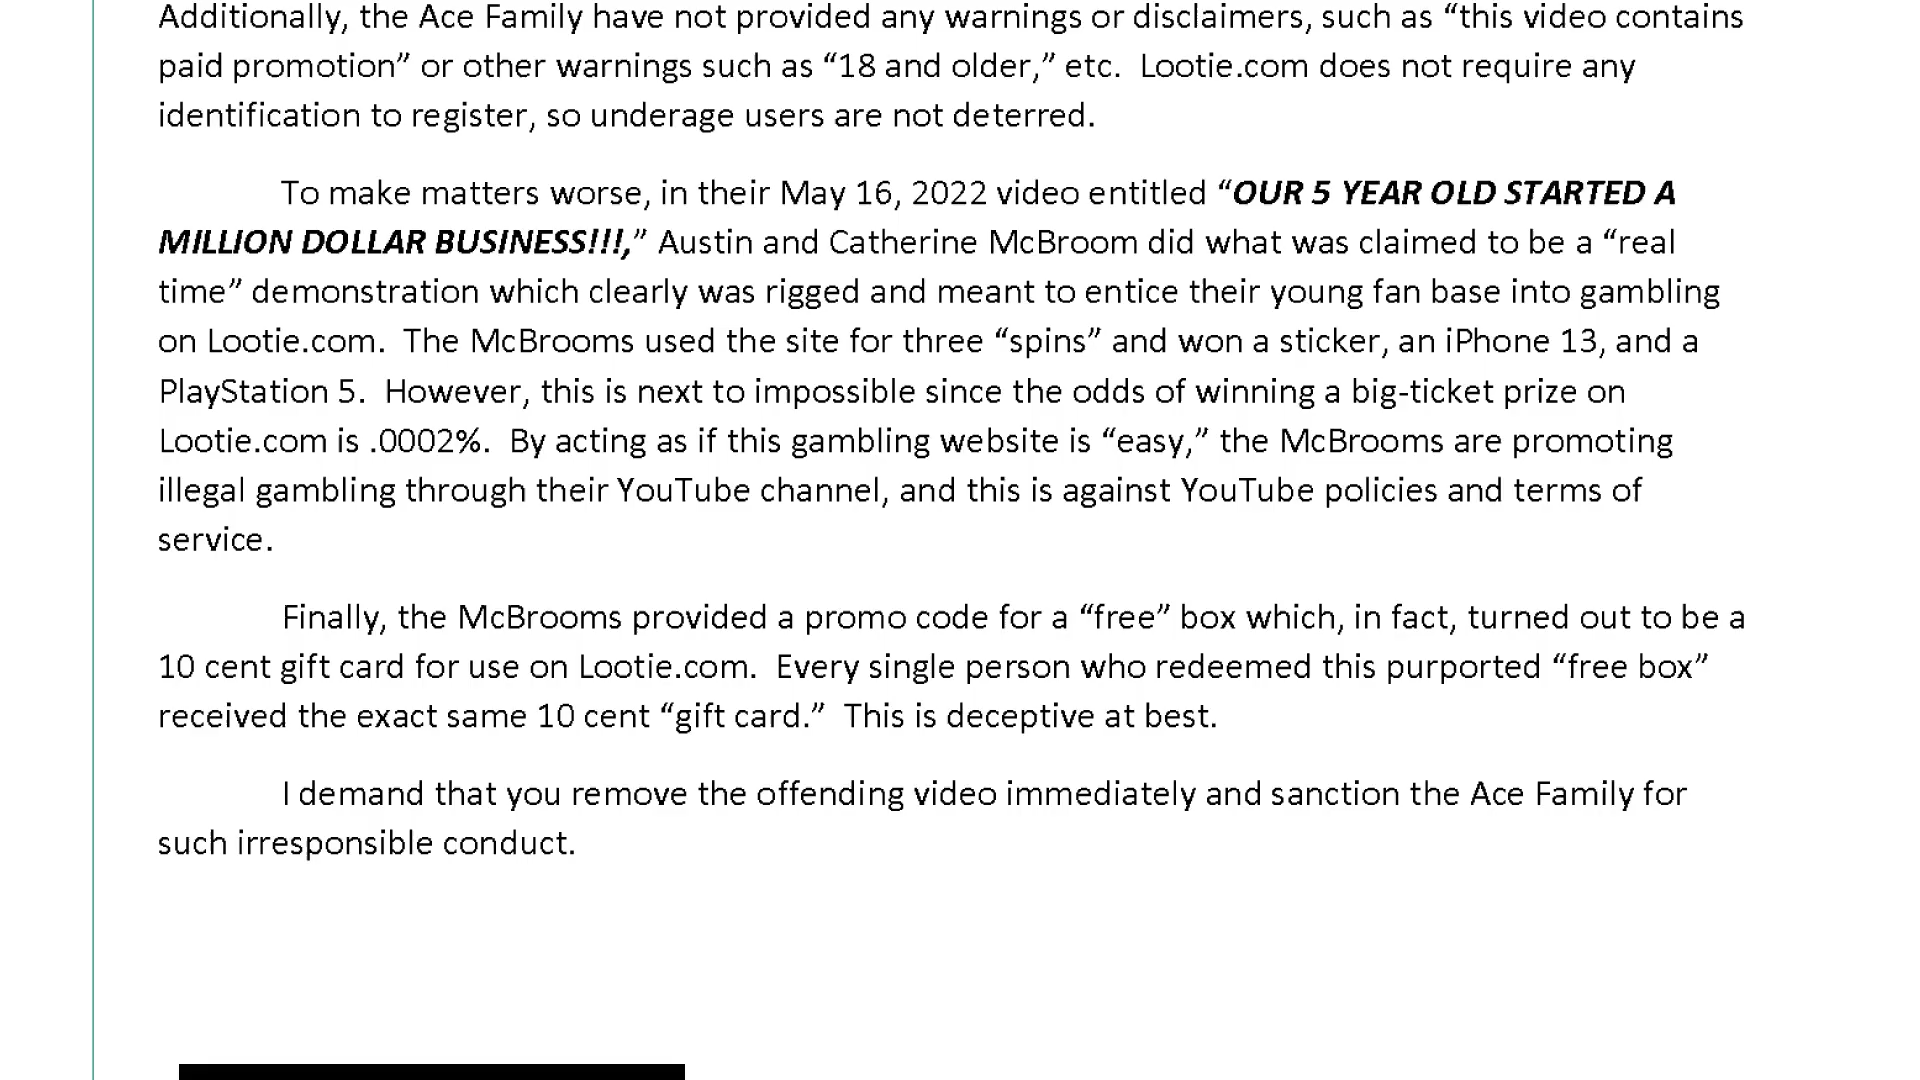 Additionally, the Ace Family have not provided any warnings or disclaimers, such as “this video contains
paid promotion” or other warnings such as “18 and older,” etc.  Lootie.com does not require any
identification to register, so underage users are not deterred.
To make matters worse, in their May 16, 2022 video entitled “OUR 5 YEAR OLD STARTED A
MILLION DOLLAR BUSINESS!!!,” Austin and Catherine McBroom did what was claimed to be a “real
time” demonstration which clearly was rigged and meant to entice their young fan base into gambling
on Lootie.com.  The McBrooms used the site for three “spins” and won a sticker, an iPhone 13, and a
PlayStation 5.  However, this is next to impossible since the odds of winning a big-ticket prize on
Lootie.com is .0002%.  By acting as if this gambling website is “easy,” the McBrooms are promoting
illegal gambling through their YouTube channel, and this is against YouTube policies and terms of
service.
Finally, the McBrooms provided a promo code for a “free” box which, in fact, turned out to be a
10 cent gift card for use on Lootie.com.  Every single person who redeemed this purported “free box”
received the exact same 10 cent “gift card.”  This is deceptive at best.
I demand that you remove the offending video immediately and sanction the Ace Family for
such irresponsible conduct.